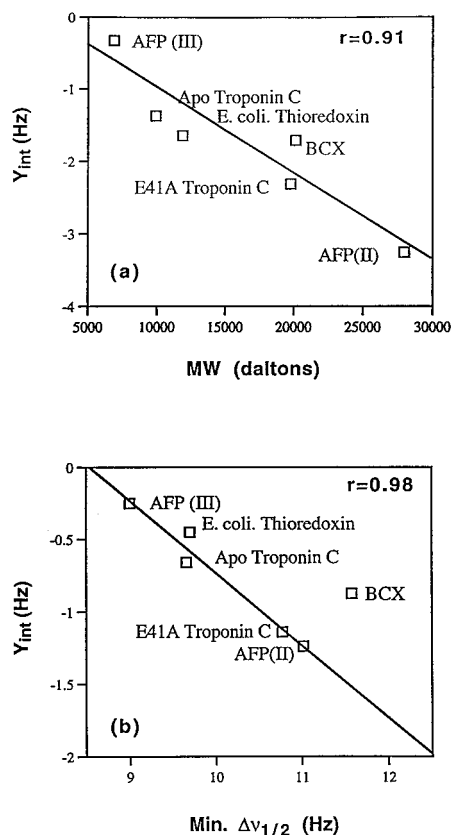 0
AFP (III)
r=0.91
-1
Apo Troponin C
E. coli. Thioredoxin
BCX
-2
E41A Troponin C
-3
AFP(II)
(a)
-4
Yint (Hz)
5000 10000 15000 20000 25000 30000
MW (daltons)
0
r=0.98
AFP (III)
E. coli. Thioredoxin
-0.5
Apo Troponin C
BCX
-1
E41A Troponin C
AFP(II)
-1.5
(b)
-2
Yint (Hz)
9 10 11 12
Min. Δν1/2 (Hz)